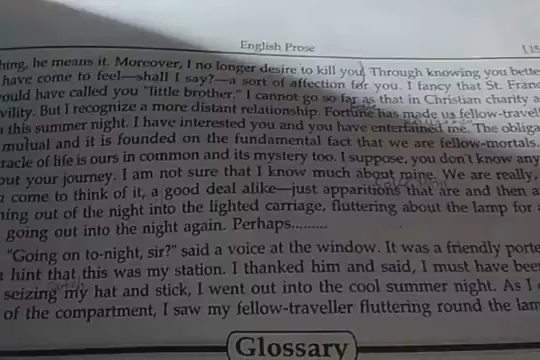 English Prose
hing, he means it. Moreover, I no longer desire to kill you. Through knowing you bette
have come to feel—shall I say?—a sort of affection for you. I fancy that St. Franc
ould have called you "little brother." I cannot go so far as that in Christian charity a
vility. But I recognize a more distant relationship. Fortune has made us fellow-travel
this summer night. I have interested you and you have entertained me. The obliga
mutual and it is founded on the fundamental fact that we are fellow-mortals.
racle of life is ours in common and its mystery too. I suppose, you don't know any
out your journey. I am not sure that I know much about mine. We are really,
come to think of it, a good deal alike—just apparitions that are and then a
ning out of the night into the lighted carriage, fluttering about the lamp for
going out into the night again. Perhaps.........
"Going on to-night, sir?" said a voice at the window. It was a friendly porte
hint that this was my station. I thanked him and said, I must have bee
seizing my hat and stick, I went out into the cool summer night. As I
of the compartment, I saw my fellow-traveller fluttering round the lam
Glossary